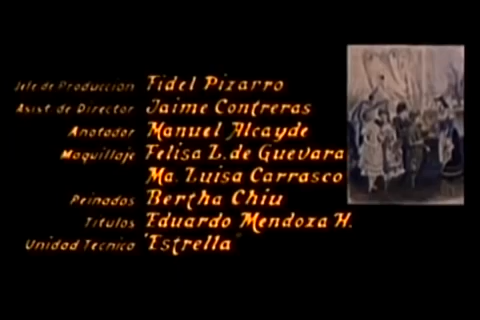 Jefe de Produccion Fidel Pizarro
Asist. de Director Jaime Contreras
Anotador Manuel Alcayde
Maquillaje Felisa L. de Guevara
Ma. Luisa Carrasco
Peinados Bertha Chiu
Titulos Eduardo Mendoza H.
Unidad Tecnica "Estrella"